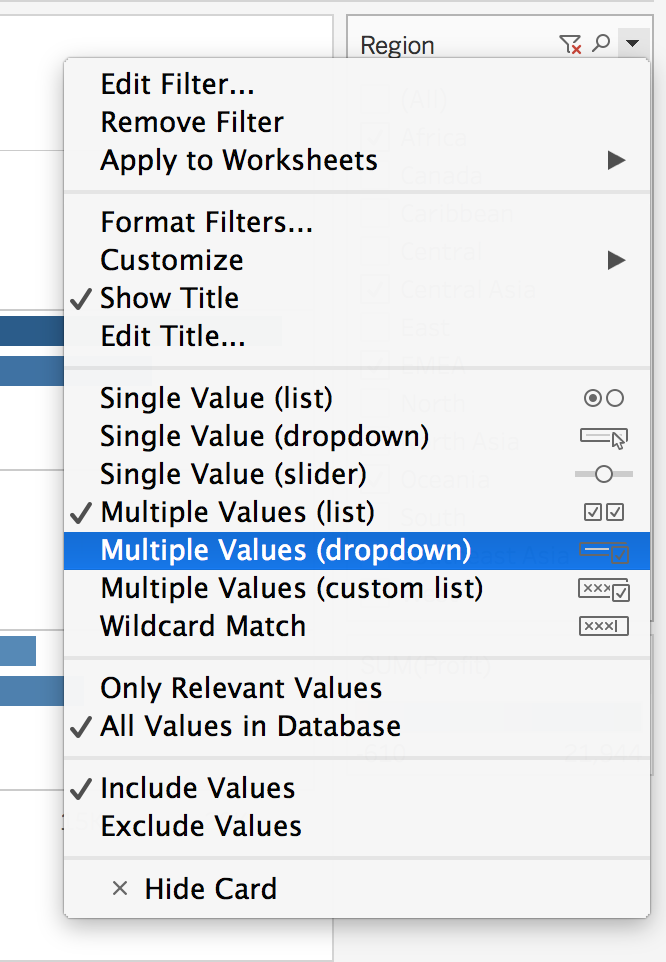 Region
Edit Filter...
Remove Filter
Apply to Worksheets
Format Filters...
Customize
Show Title
Edit Title...
Single Value (list)
Single Value (dropdown)
Single Value (slider)
Multiple Values (list)
Multiple Values (dropdown)
Multiple Values (custom list)
Wildcard Match
Only Relevant Values
All Values in Database
Include Values
Exclude Values
Hide Card